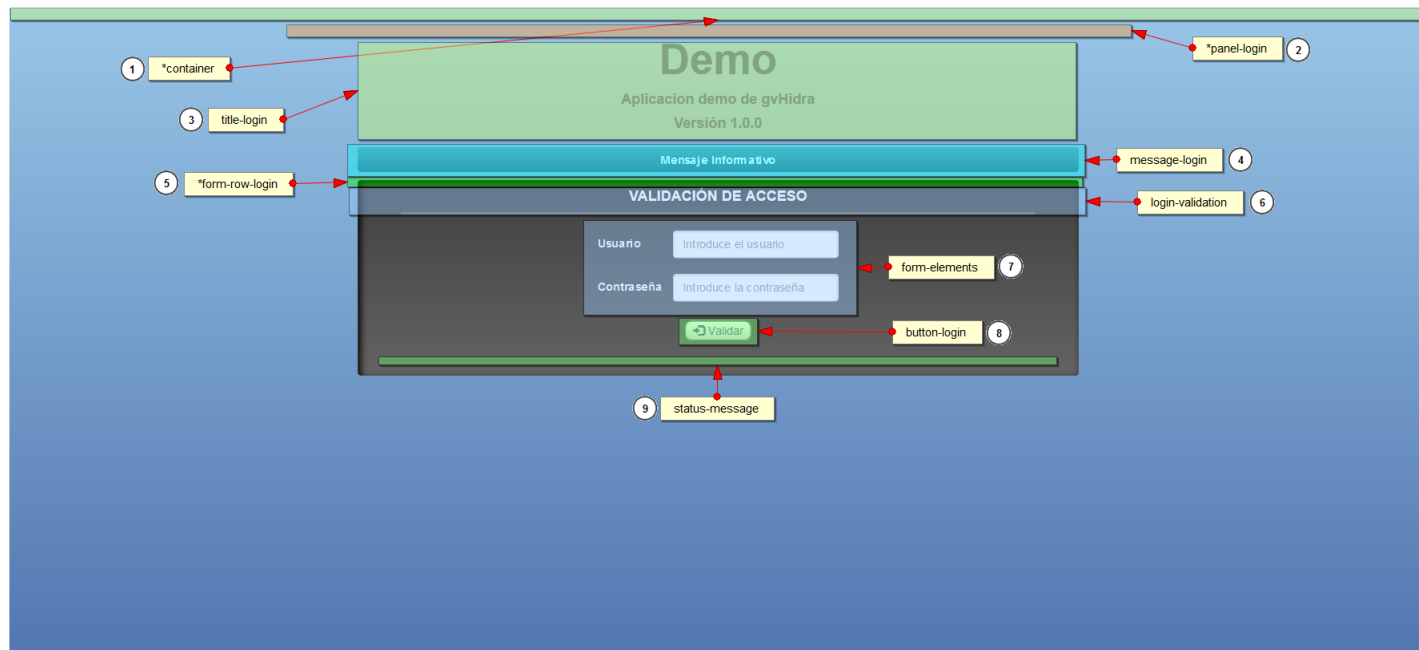 Demo
*panel-login 2
1 *container
Aplicacion demo de gvHidra
3 title-login
Versión 1.0.0
Mensaje Informativo
message-login 4
5 *form-row-login
VALIDACIÓN DE ACCESO
login-validation 6
Usuario Introduce el usuario
form-elements 7
Contraseña Introduce la contraseña
Validar
button-login 8
9 status-message